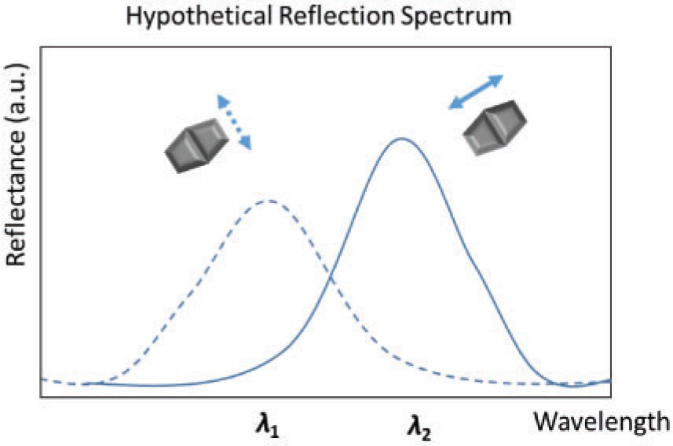 Hypothetical Reflection Spectrum
Reflectance (a.u.)
λ1
λ2
Wavelength